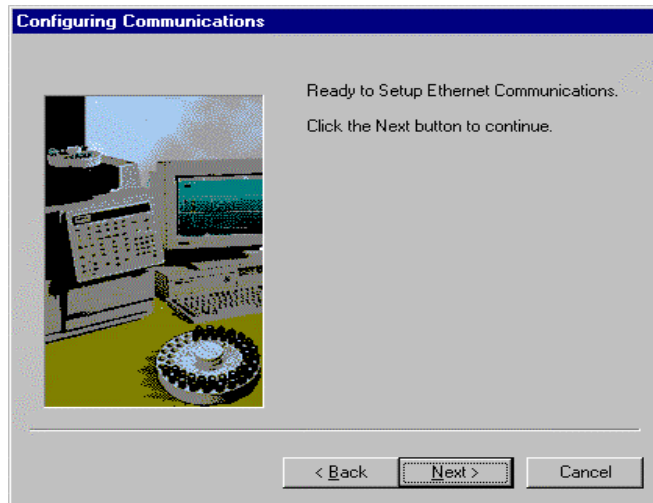 Configuring Communications
Ready to Setup Ethernet Communications.
Click the Next button to continue.
< Back
Next >
Cancel